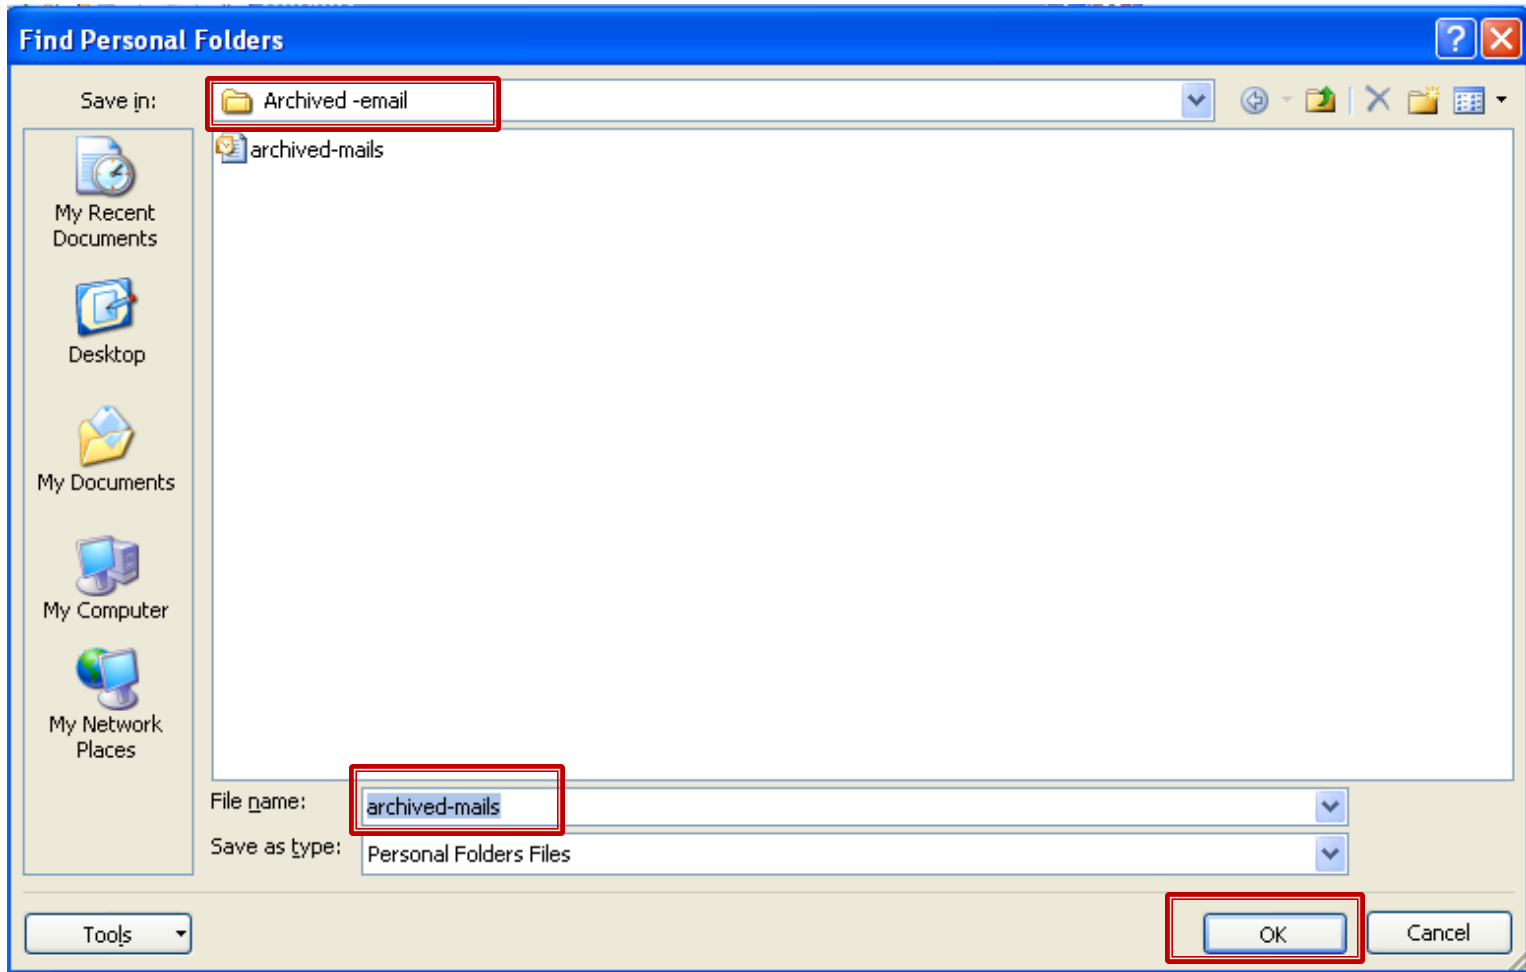 Find Personal Folders
Save in:
Archived -email
archived-mails
My Recent
Documents
Desktop
My Documents
My Computer
My Network
Places
File name:
archived-mails
Save as type:
Personal Folders Files
Tools
OK
Cancel